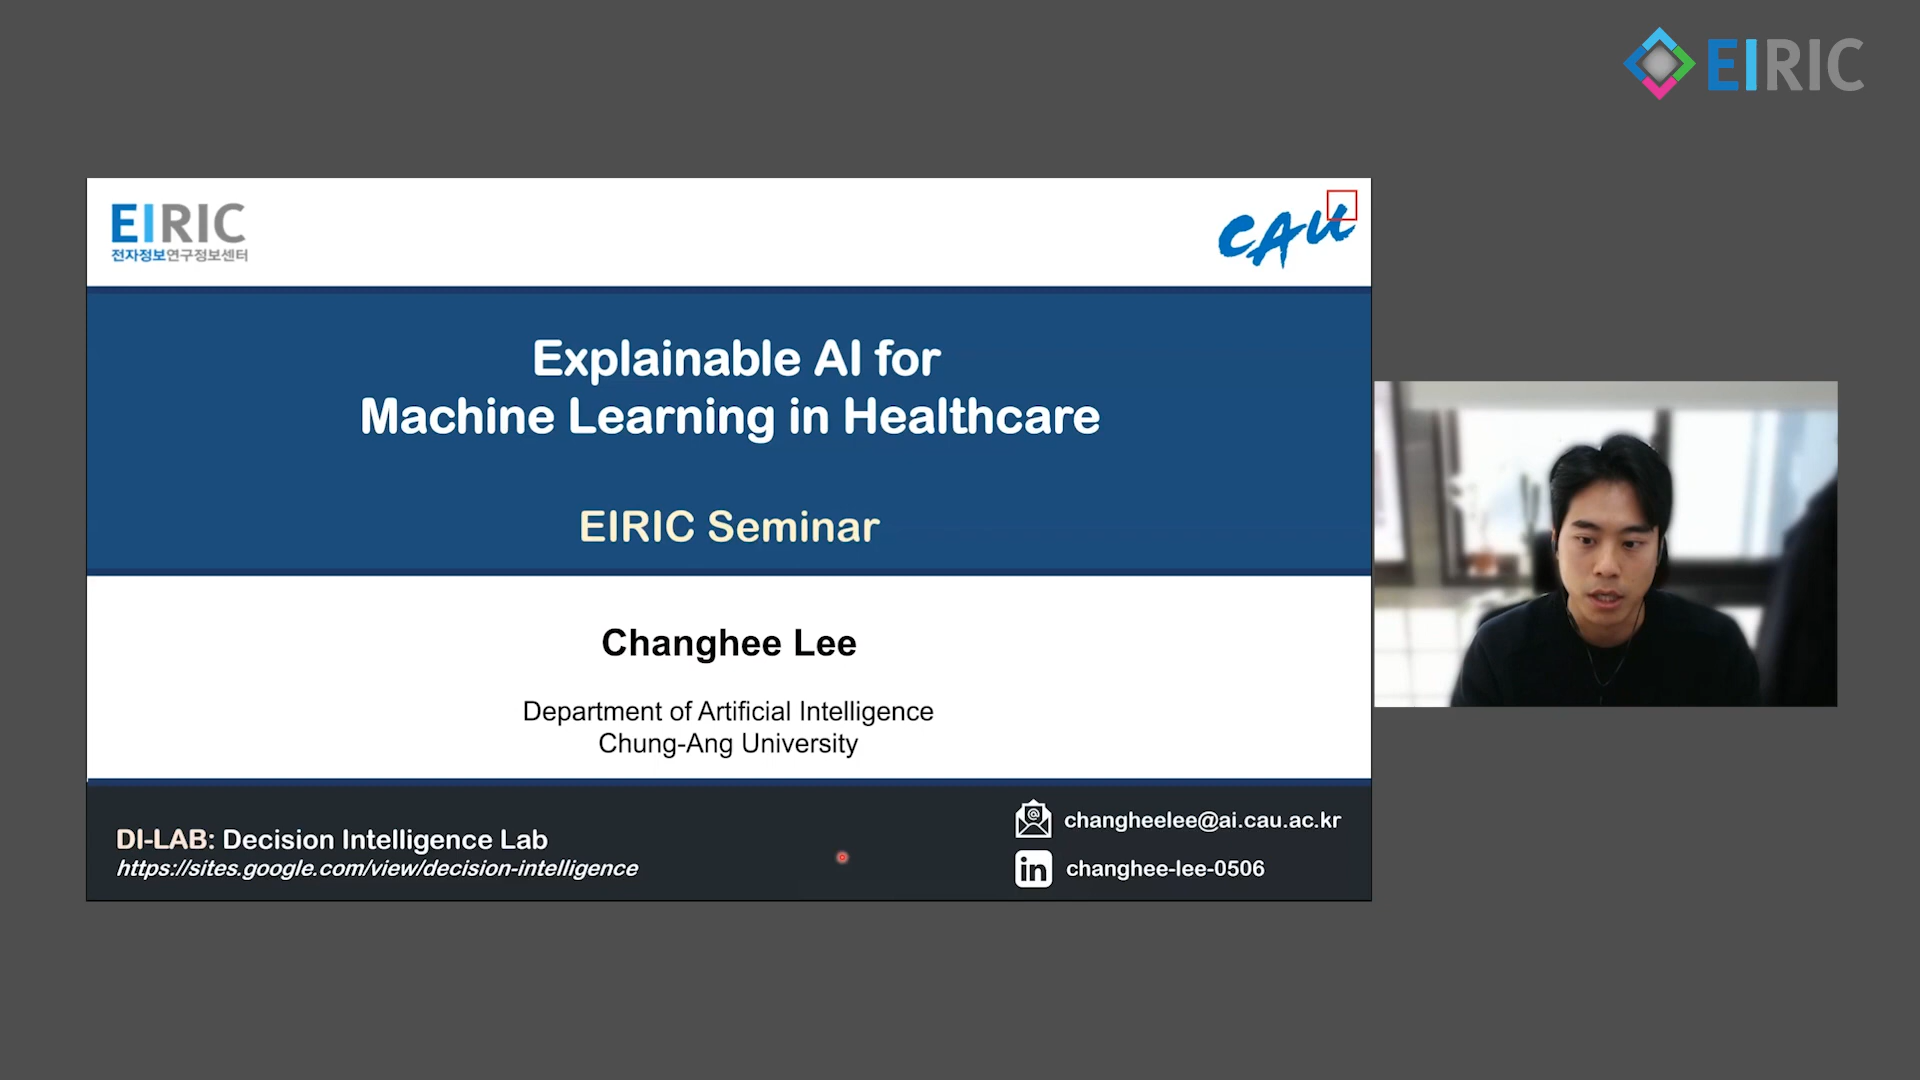 EIRIC
EIRIC
전자정보연구정보센터
CAU
Explainable AI for
Machine Learning in Healthcare
EIRIC Seminar
Changhee Lee
Department of Artificial Intelligence
Chung-Ang University
DI-LAB: Decision Intelligence Lab
https://sites.google.com/view/decision-intelligence
changheelee@ai.cau.ac.kr
in changhee-lee-0506